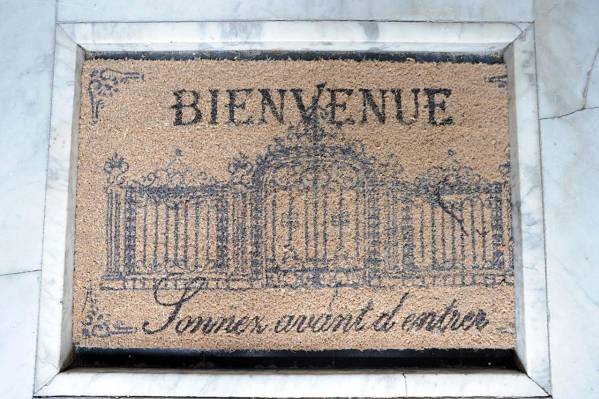 BIENVENUE
Sonnez avant d'entrer